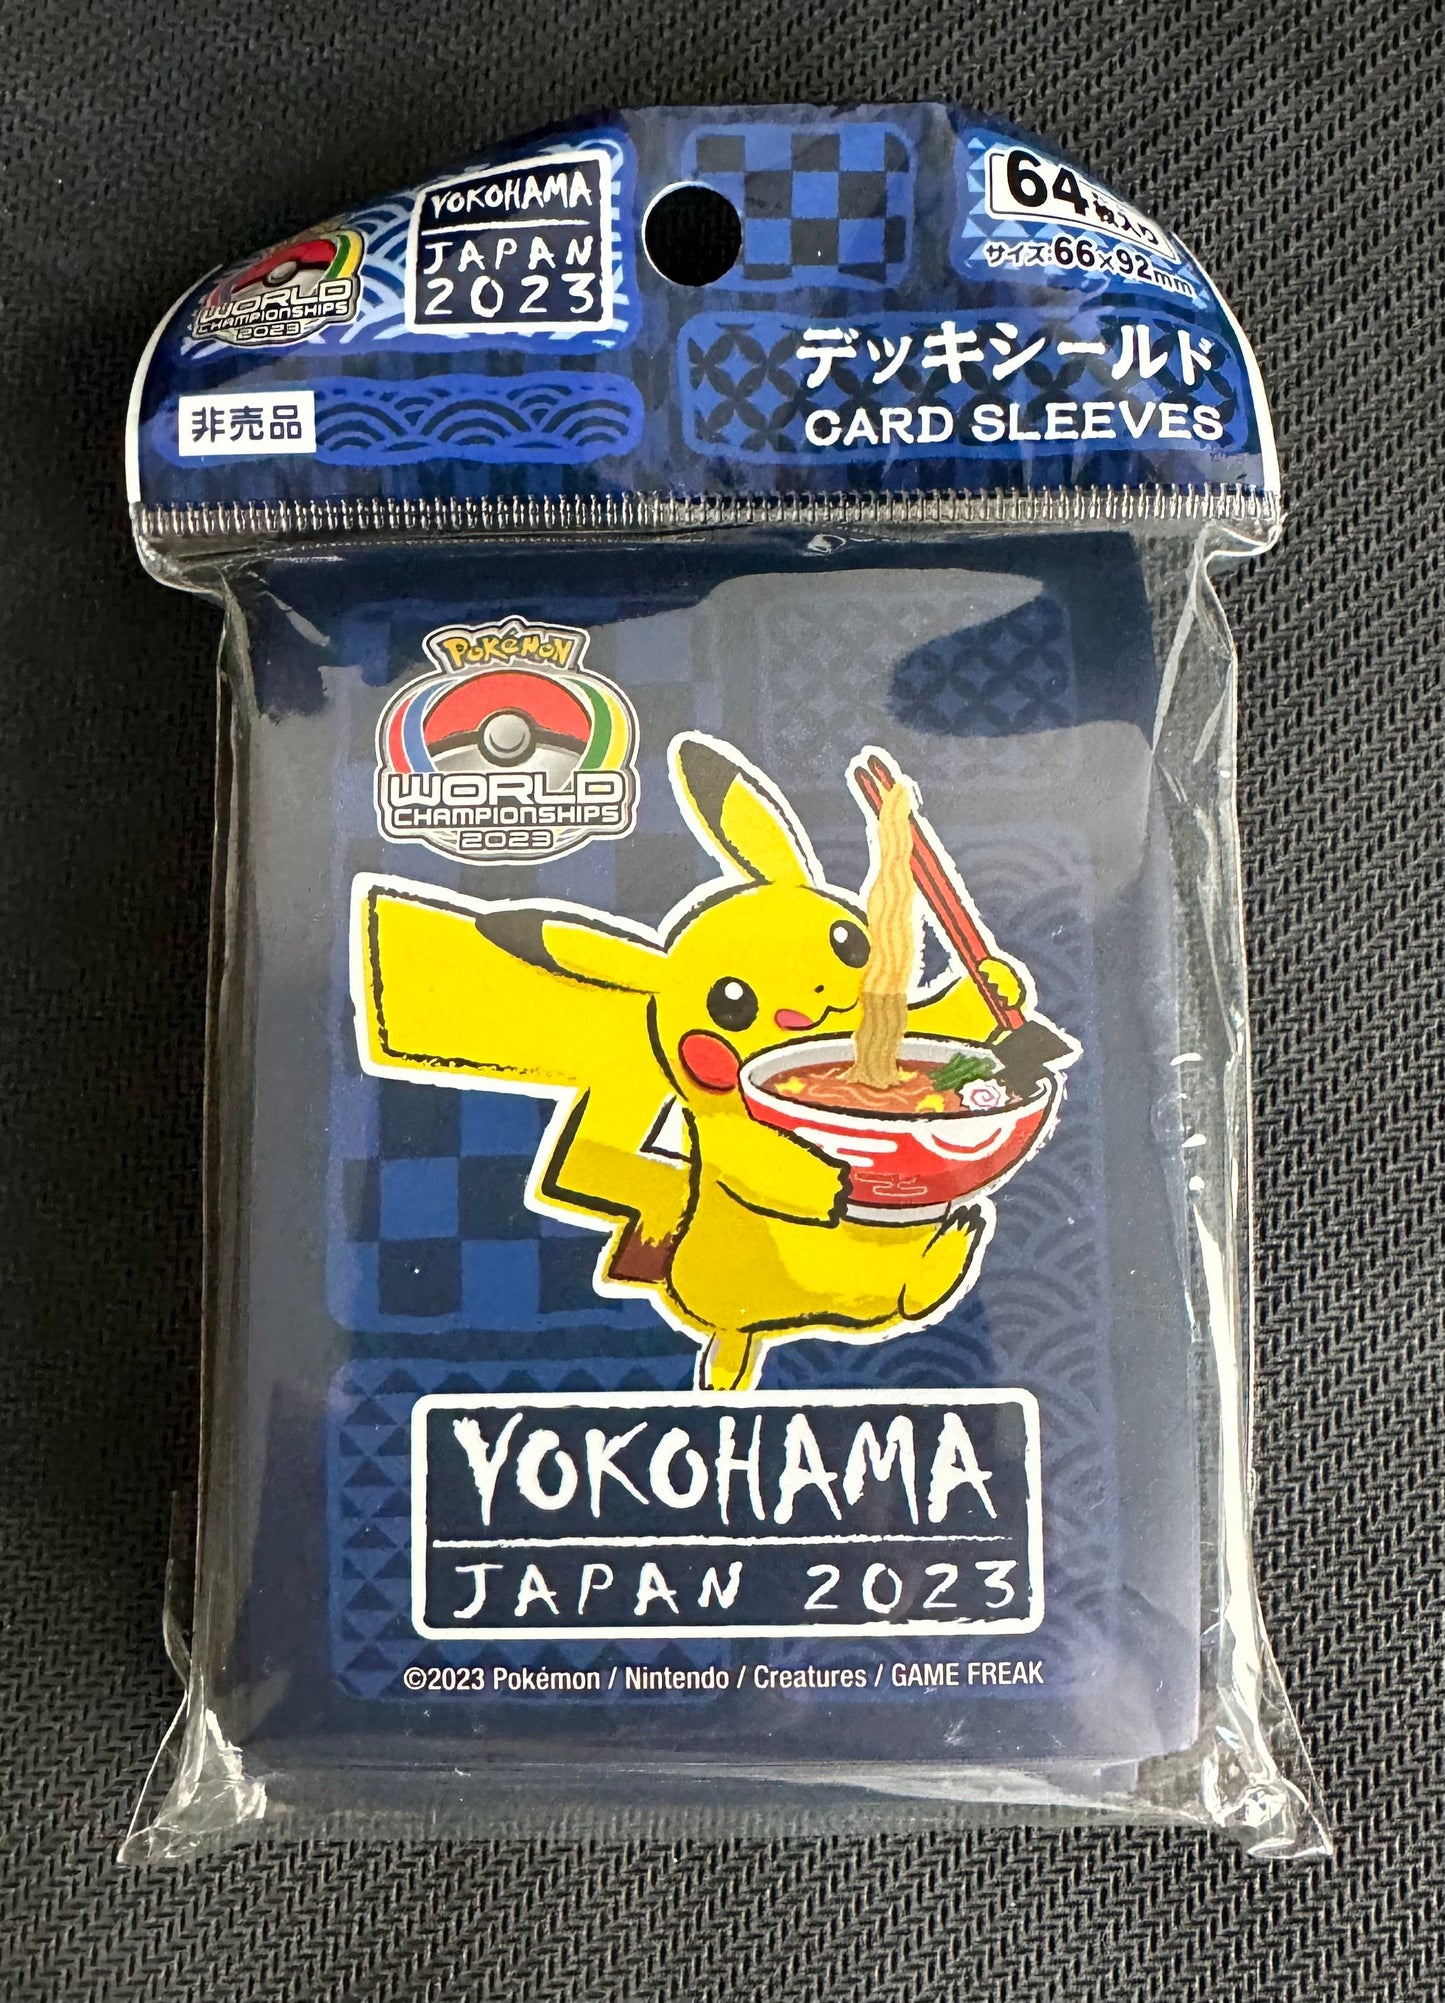 YOKOHAMA
JAPAN
2023
WORLD
CHAMPIONSHIPS
2023
64枚入り
サイズ:66×92mm
非売品
デッキシールド
CARD SLEEVES
POKéMON
WORLD
CHAMPIONSHIPS
2023
YOKOHAMA
JAPAN 2023
©2023 Pokémon / Nintendo / Creatures / GAME FREAK